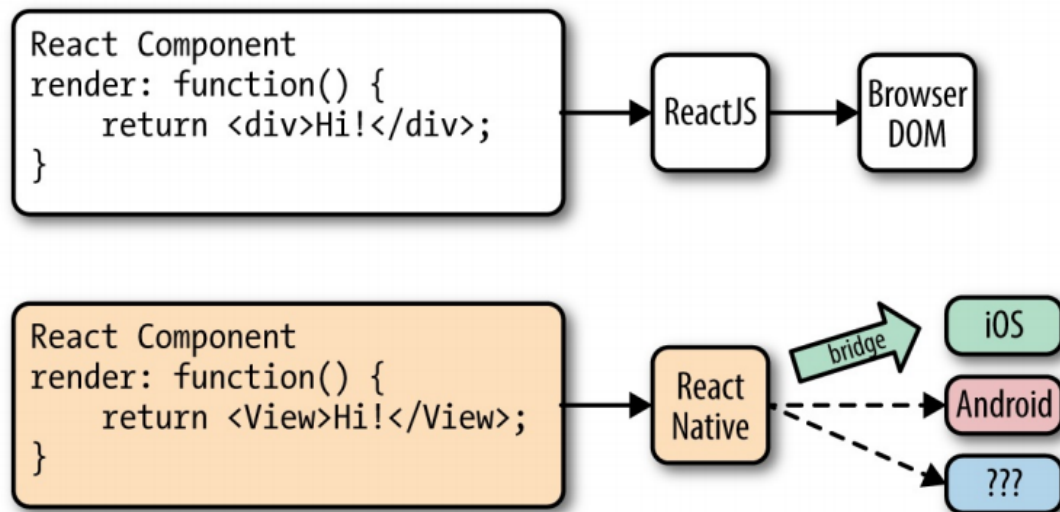 React Component
render: function() {
    return <div>Hi!</div>;
}
ReactJS
Browser
DOM
React Component
render: function() {
    return <View>Hi!</View>;
}
React
Native
bridge
iOS
Android
???